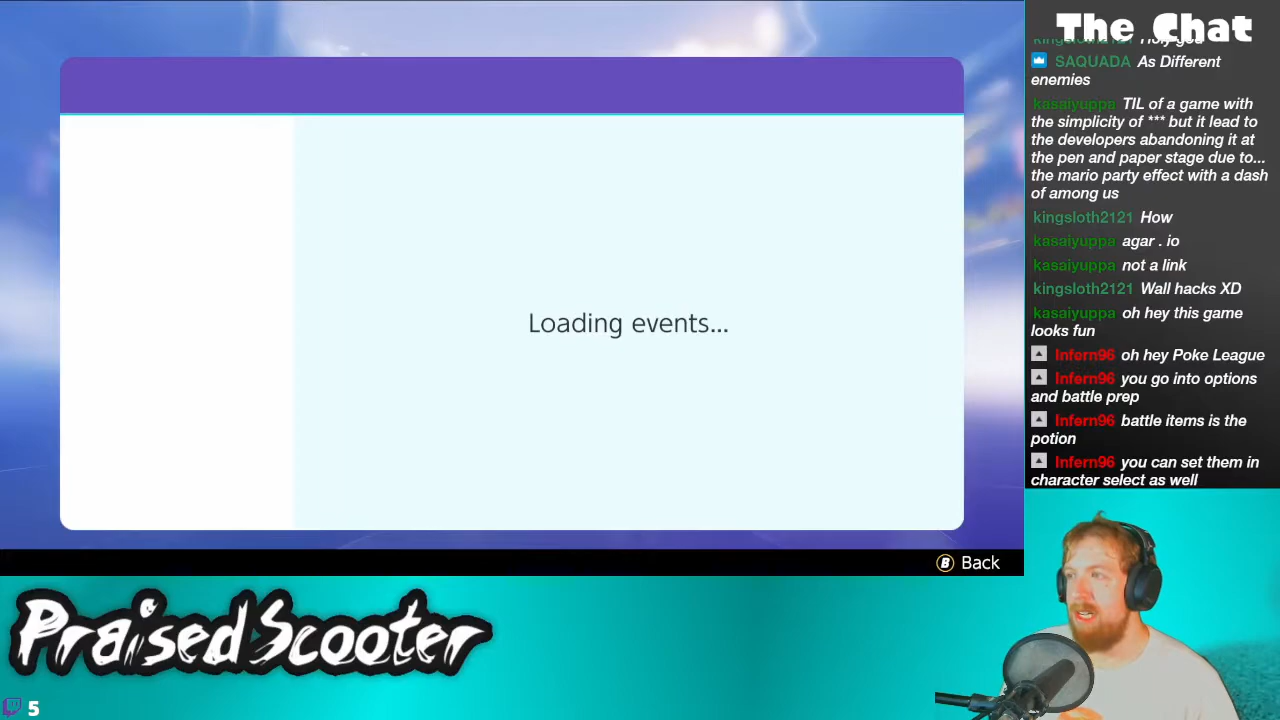 The Chat
SAQUADA As Different
enemies
kasaiyuppa TIL of a game with
the simplicity of *** but it lead to
the developers abandoning it at
the pen and paper stage due to...
the mario party effect with a dash
of among us
kingsloth2121 How
kasaiyuppa agar . io
kasaiyuppa not a link
kingsloth2121 Wall hacks XD
kasaiyuppa oh hey this game
looks fun
Infern96 oh hey Poke League
Infern96 you go into options
and battle prep
Infern96 battle items is the
potion
Infern96 you can set them in
character select as well
Loading events...
B Back
PraisedScooter
5